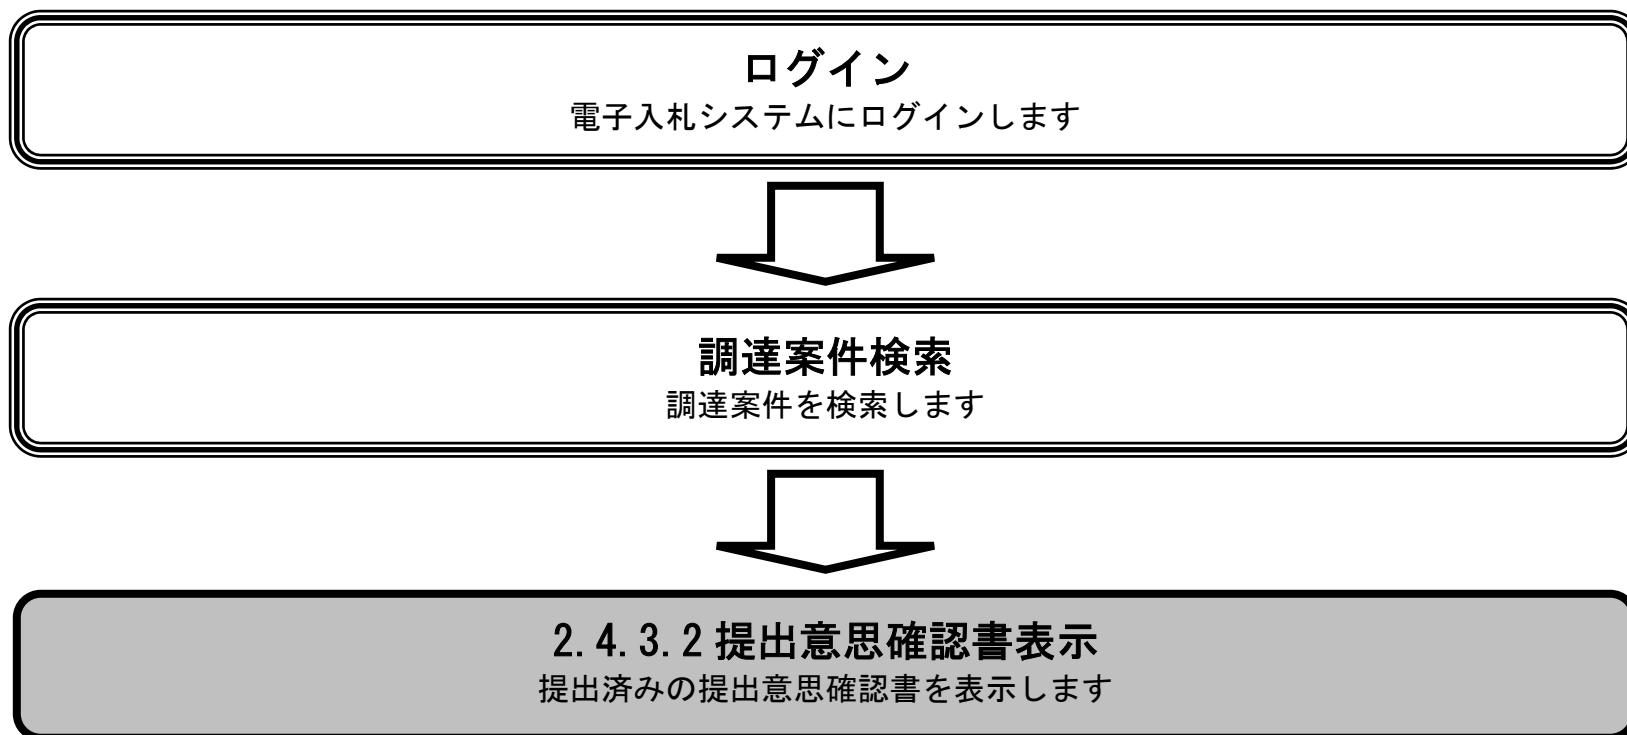 ログイン
電子入札システムにログインします
調達案件検索
調達案件を検索します
2.4.3.2 提出意思確認書表示
提出済みの提出意思確認書を表示します